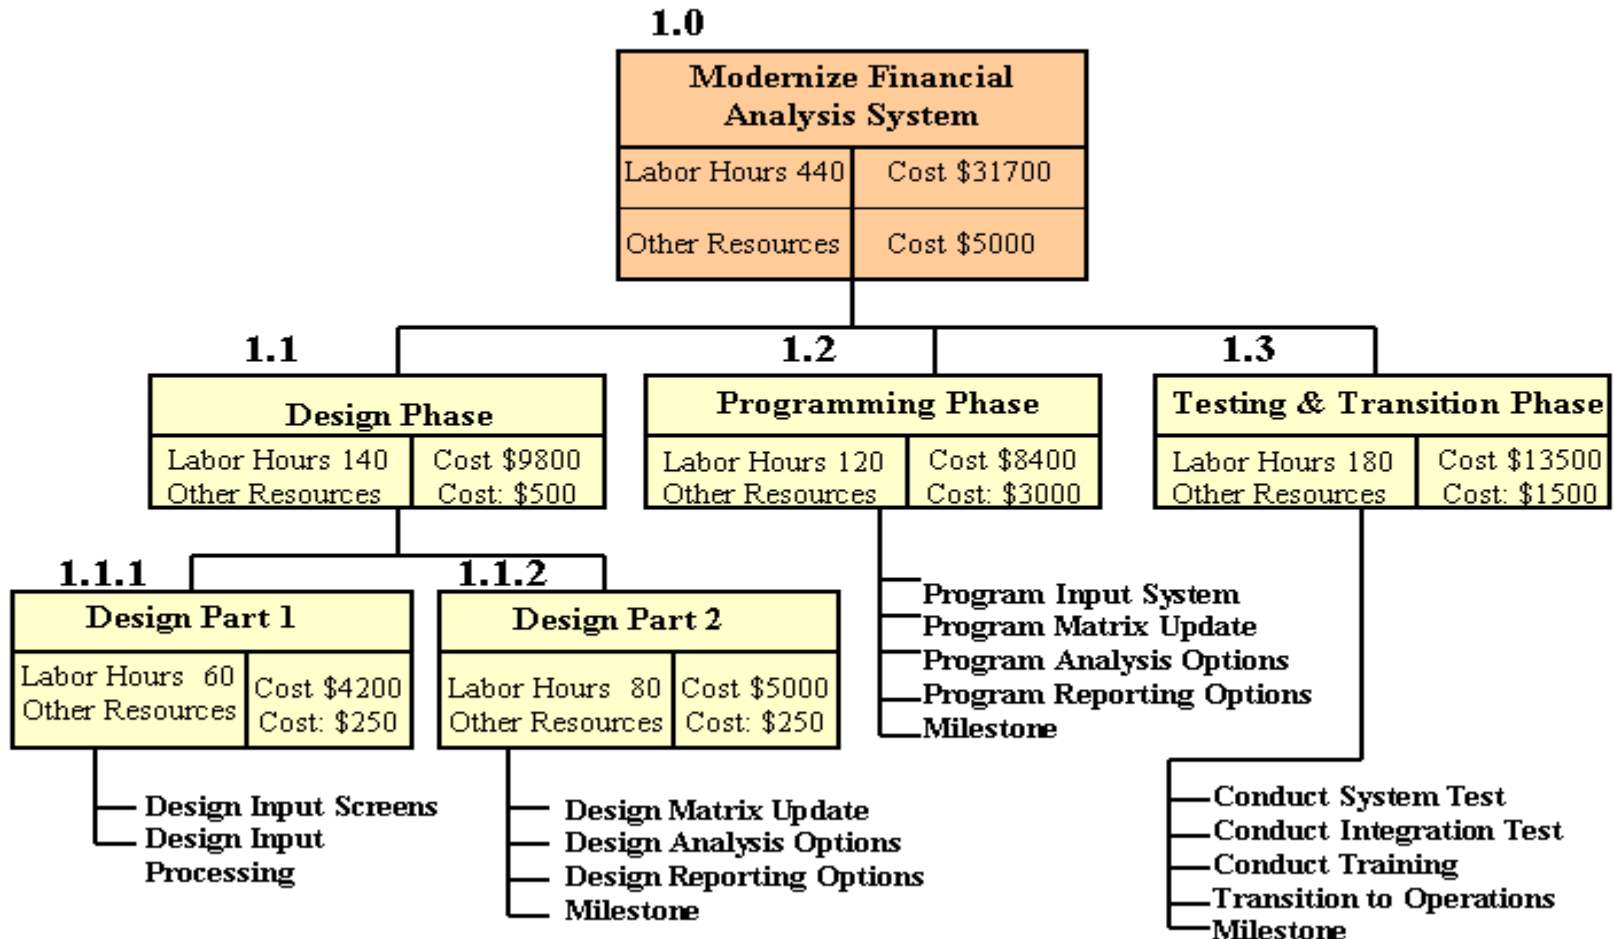 1.0
Modernize Financial
Analysis System
Labor Hours 440 Cost $31700
Other Resources Cost $5000
1.1
Design Phase
Labor Hours 140 Cost $9800
Other Resources Cost: $500
1.2
Programming Phase
Labor Hours 120 Cost $8400
Other Resources Cost: $3000
1.3
Testing & Transition Phase
Labor Hours 180 Cost $13500
Other Resources Cost: $1500
1.1.1
Design Part 1
Labor Hours 60 Cost $4200
Other Resources Cost: $250
Design Input Screens
Design Input
Processing
1.1.2
Design Part 2
Labor Hours 80 Cost $5000
Other Resources Cost: $250
Design Matrix Update
Design Analysis Options
Design Reporting Options
Milestone
Program Input System
Program Matrix Update
Program Analysis Options
Program Reporting Options
Milestone
Conduct System Test
Conduct Integration Test
Conduct Training
Transition to Operations
Milestone